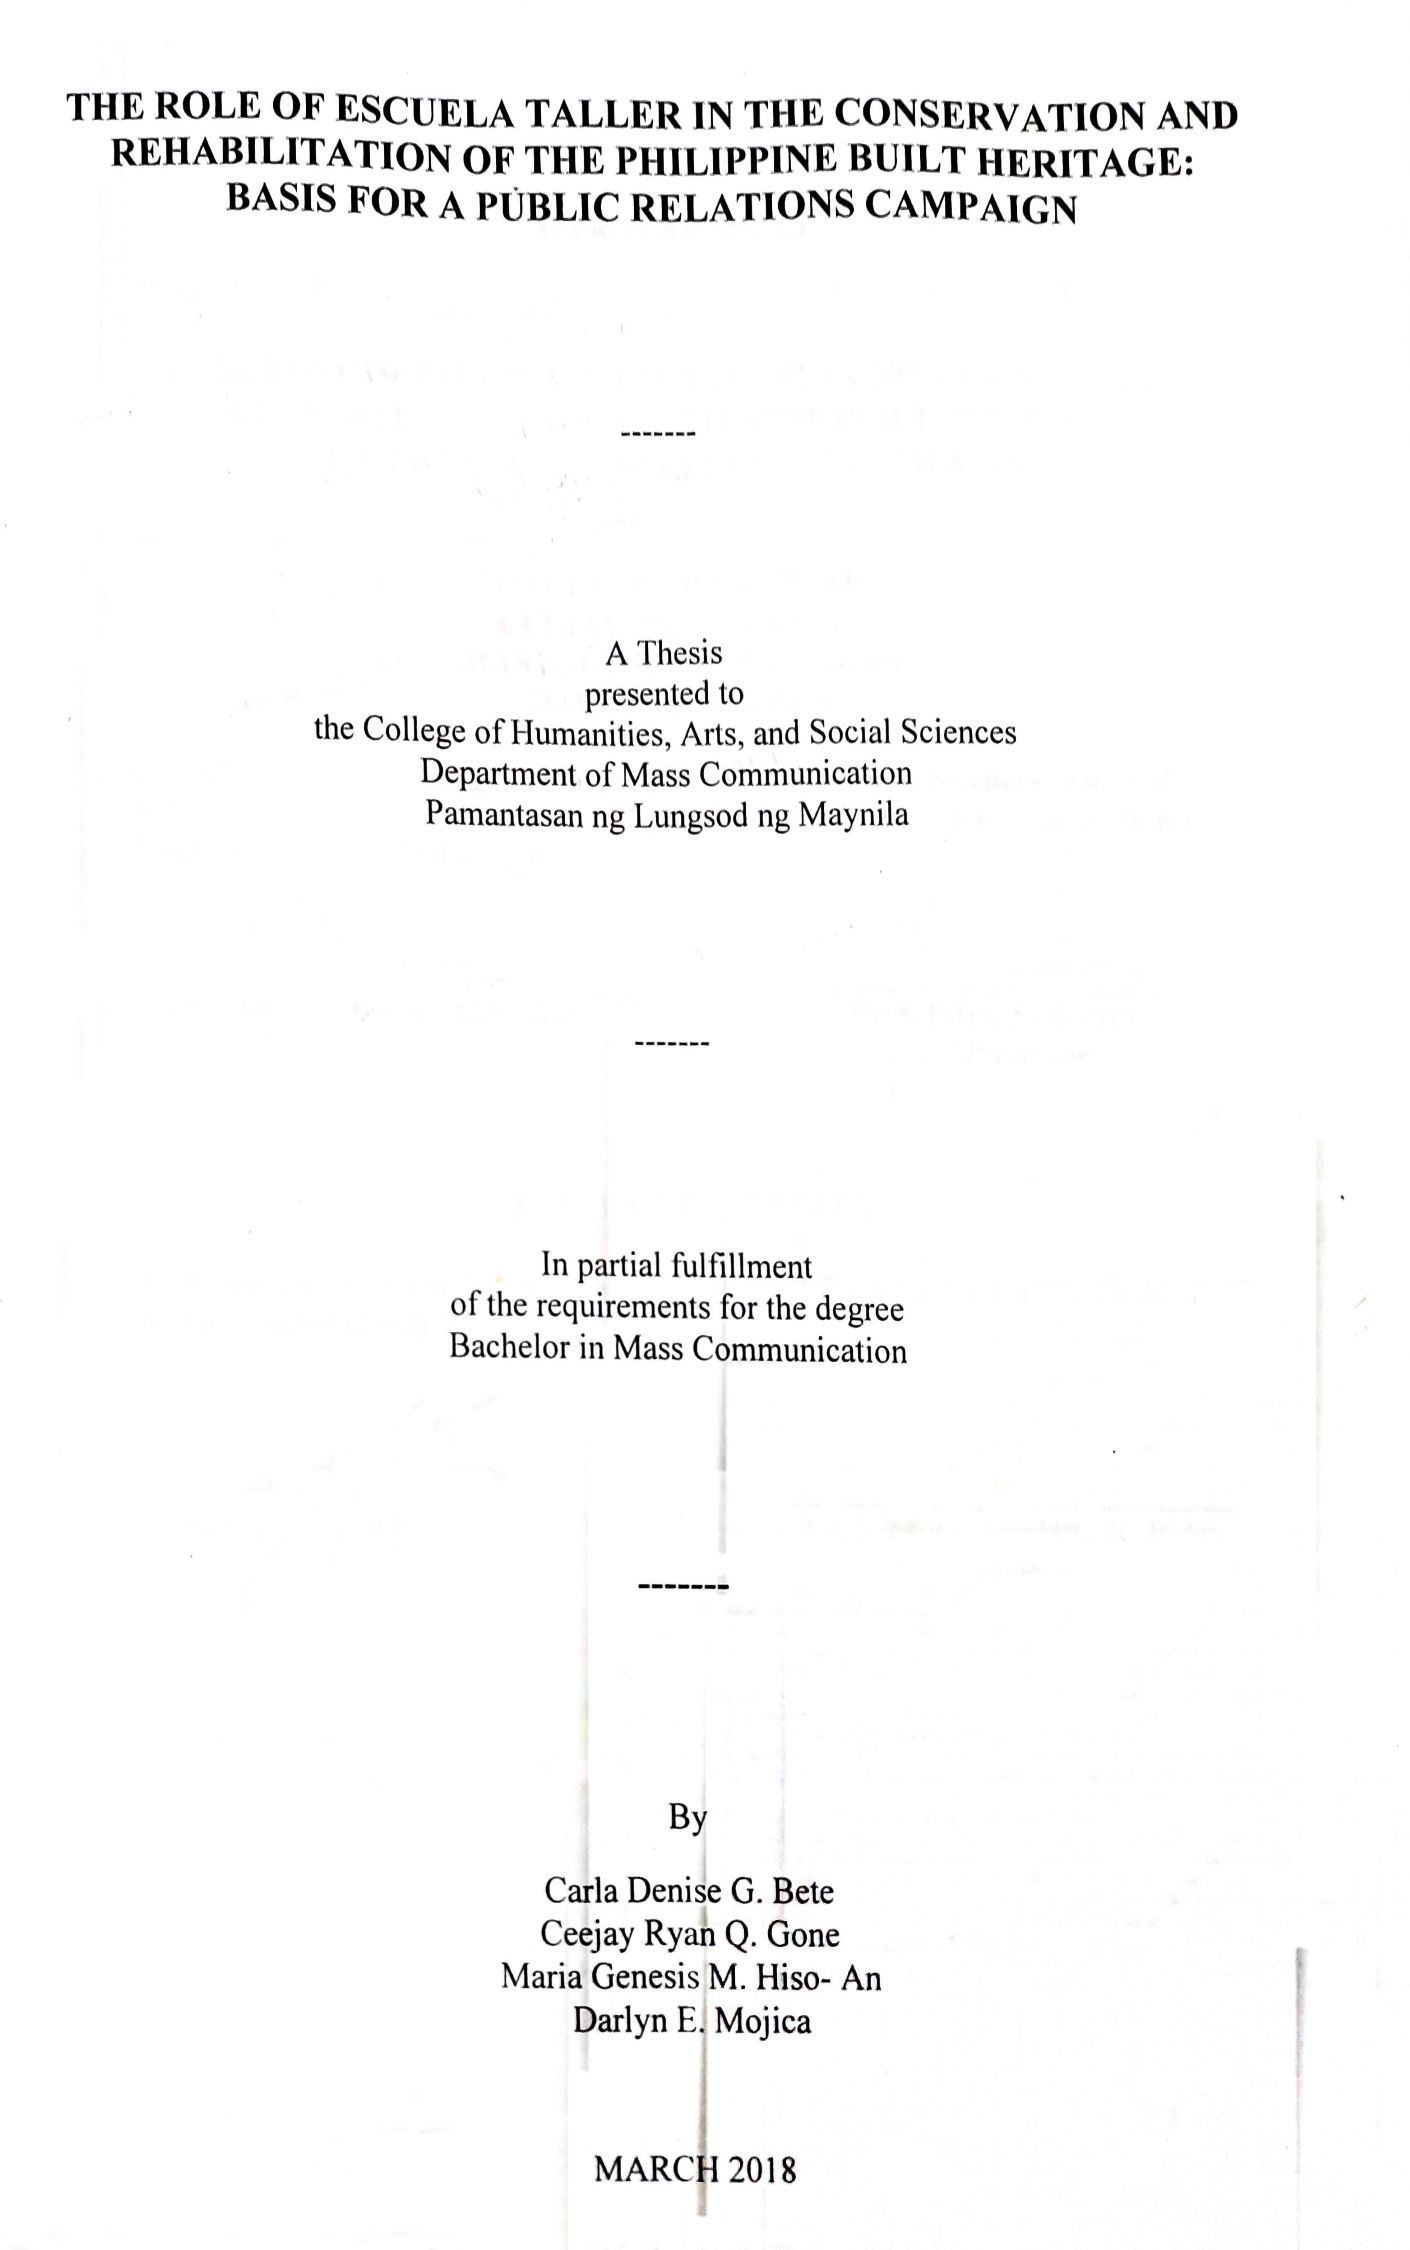 THE ROLE OF ESCUELA TALLER IN THE CONSERVATION AND
REHABILITATION OF THE PHILIPPINE BUILT HERITAGE:
BASIS FOR A PUBLIC RELATIONS CAMPAIGN
-------
A Thesis
presented to
the College of Humanities, Arts, and Social Sciences
Department of Mass Communication
Pamantasan ng Lungsod ng Maynila
-------
In partial fulfillment
of the requirements for the degree
Bachelor in Mass Communication
-------
By
Carla Denise G. Bete
Ceejay Ryan Q. Gone
Maria Genesis M. Hiso- An
Darlyn E. Mojica
MARCH 2018